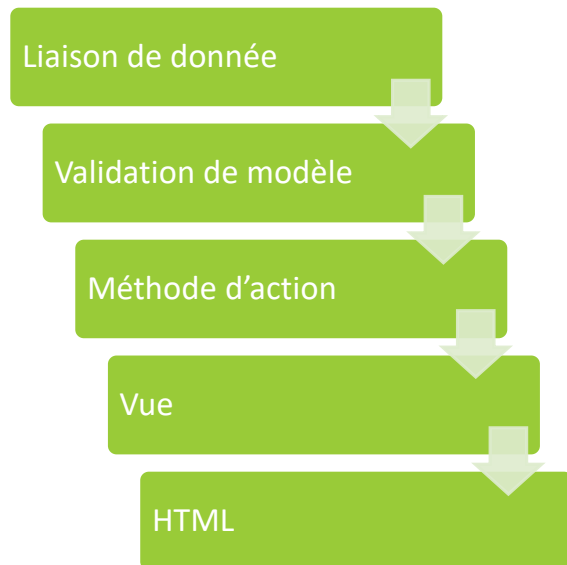 Liaison de donnée
Validation de modèle
Méthode d’action
Vue
HTML